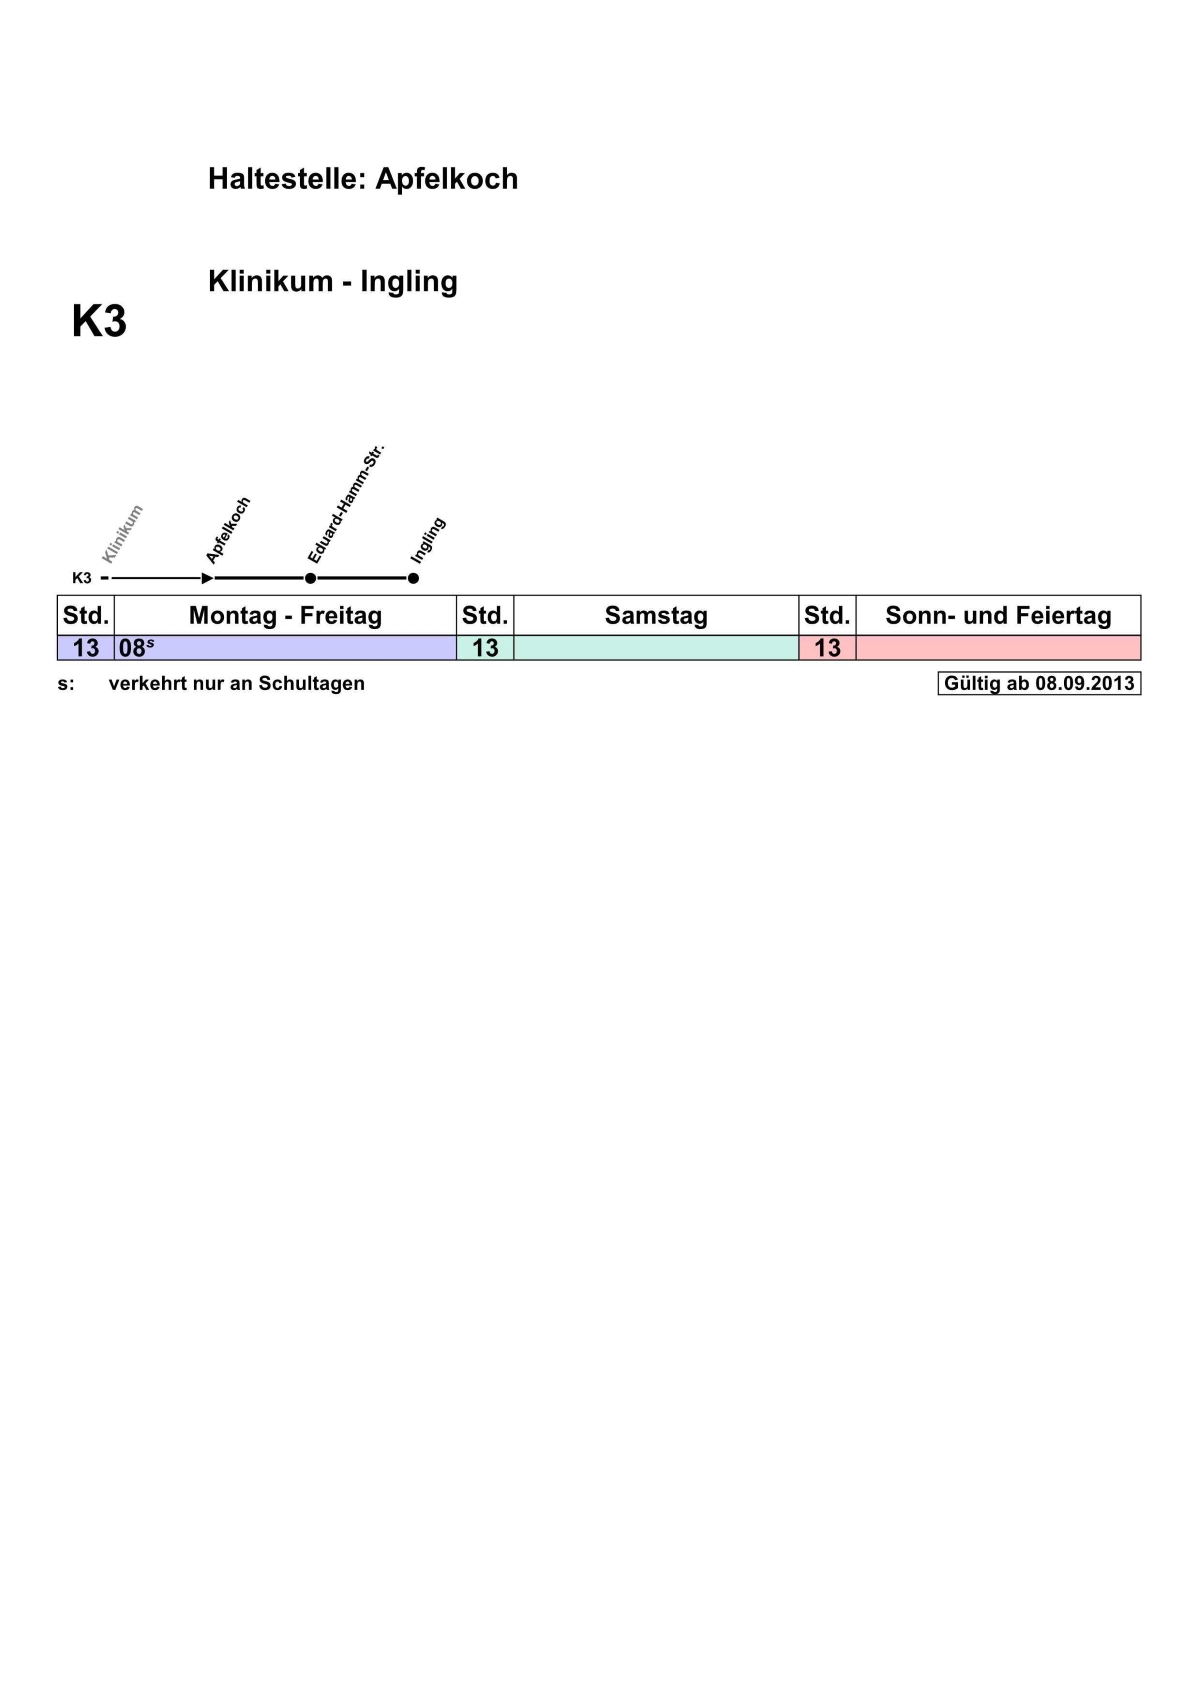 Haltestelle: Apfelkoch
Klinikum - Ingling
K3
Klinikum
Apfelkoch
Eduard-Hamm-Str.
Ingling
K3
Std. Montag - Freitag Std. Samstag Std. Sonn- und Feiertag
13 08s 13 13
s: verkehrt nur an Schultagen Gültig ab 08.09.2013